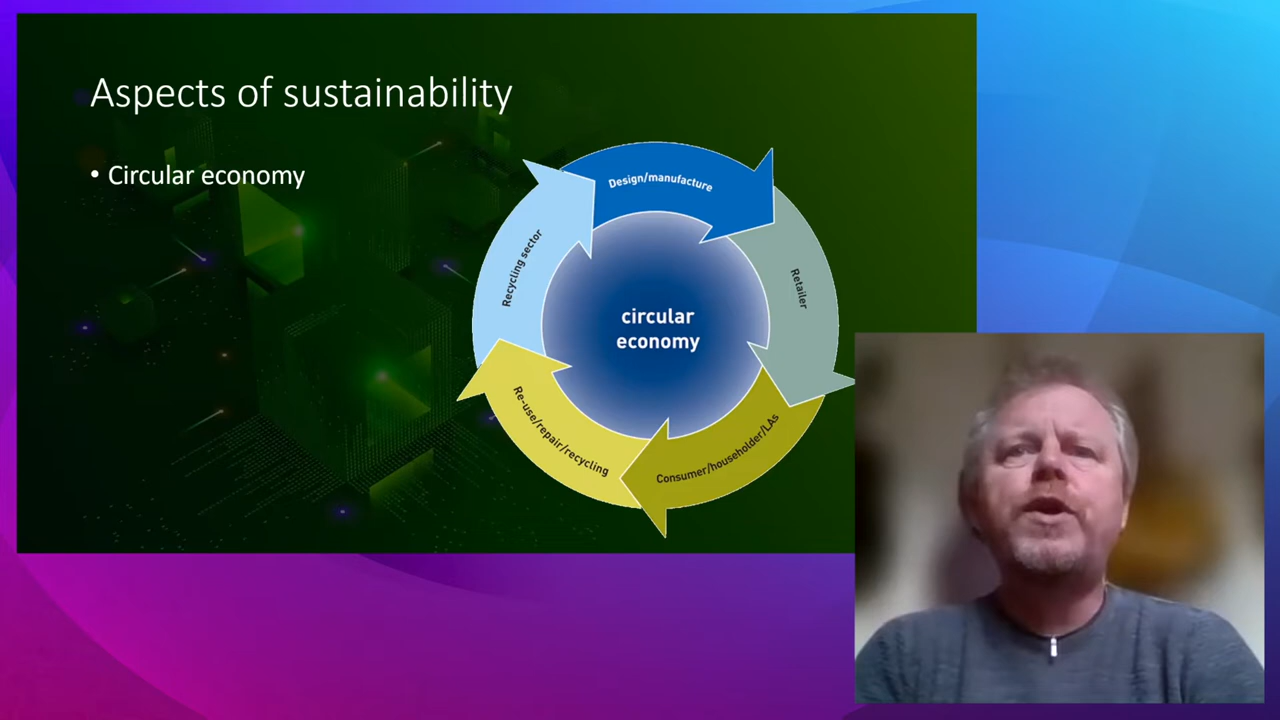 Aspects of sustainability
• Circular economy
Design/manufacture
Retailer
Consumer/householder/LAs
Re-use/repair/recycling
Recycling sector
circular
economy